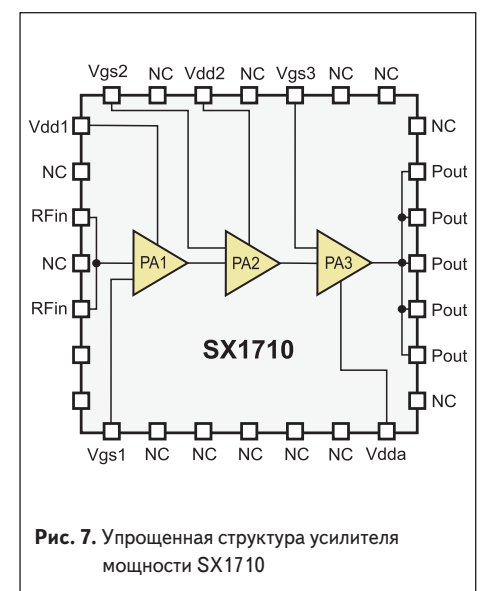 Vgs2 NC Vdd2 NC Vgs3 NC NC
Vdd1 NC
NC Pout
RFin Pout
NC PA1 PA2 PA3 Pout
RFin Pout
Pout
SX1710
NC
Vgs1 NC NC NC NC NC Vdda
Рис. 7. Упрощенная структура усилителя
мощности SX1710